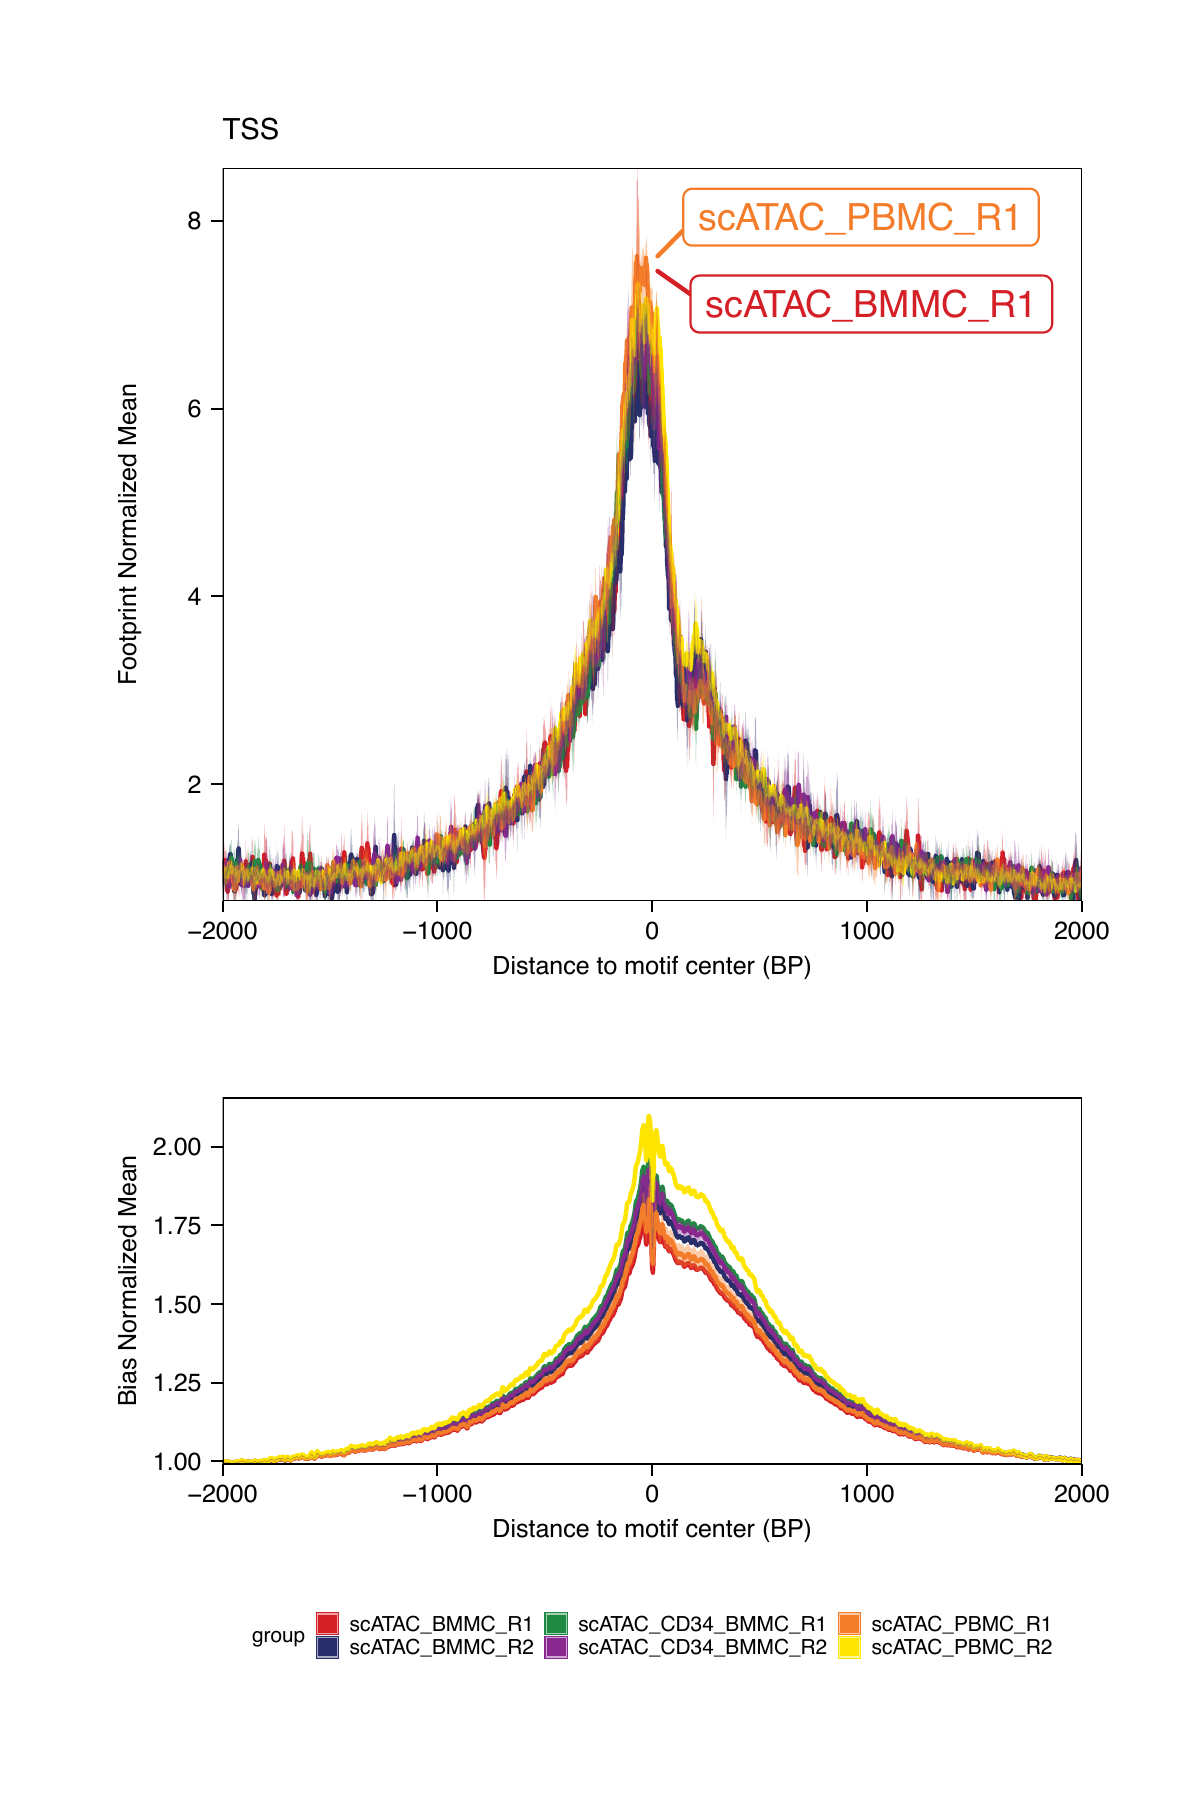 TSS
scATAC_PBMC_R1
scATAC_BMMC_R1
Footprint Normalized Mean
8
6
4
2
−2000 −1000 0 1000 2000
Distance to motif center (BP)
Bias Normalized Mean
2.00
1.75
1.50
1.25
1.00
−2000 −1000 0 1000 2000
Distance to motif center (BP)
group
scATAC_BMMC_R1 scATAC_CD34_BMMC_R1 scATAC_PBMC_R1
scATAC_BMMC_R2 scATAC_CD34_BMMC_R2 scATAC_PBMC_R2